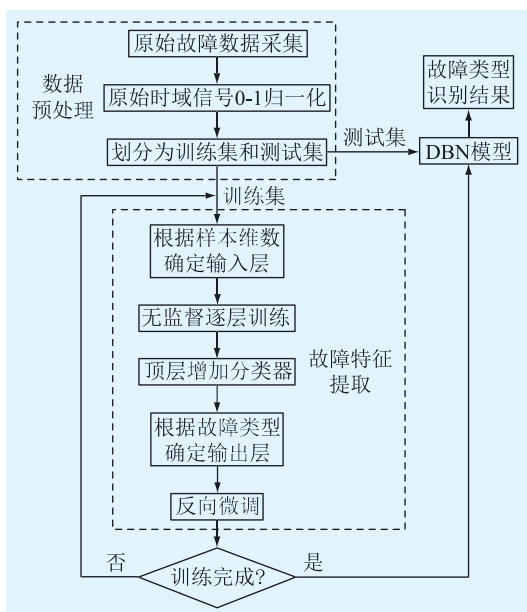 原始故障数据采集
数据
预处理
原始时域信号0-1归一化
划分为训练集和测试集
测试集
故障类型
识别结果
DBN模型
训练集
根据样本维数
确定输入层
无监督逐层训练
顶层增加分类器
故障特征
提取
根据故障类型
确定输出层
反向微调
否
训练完成?
是